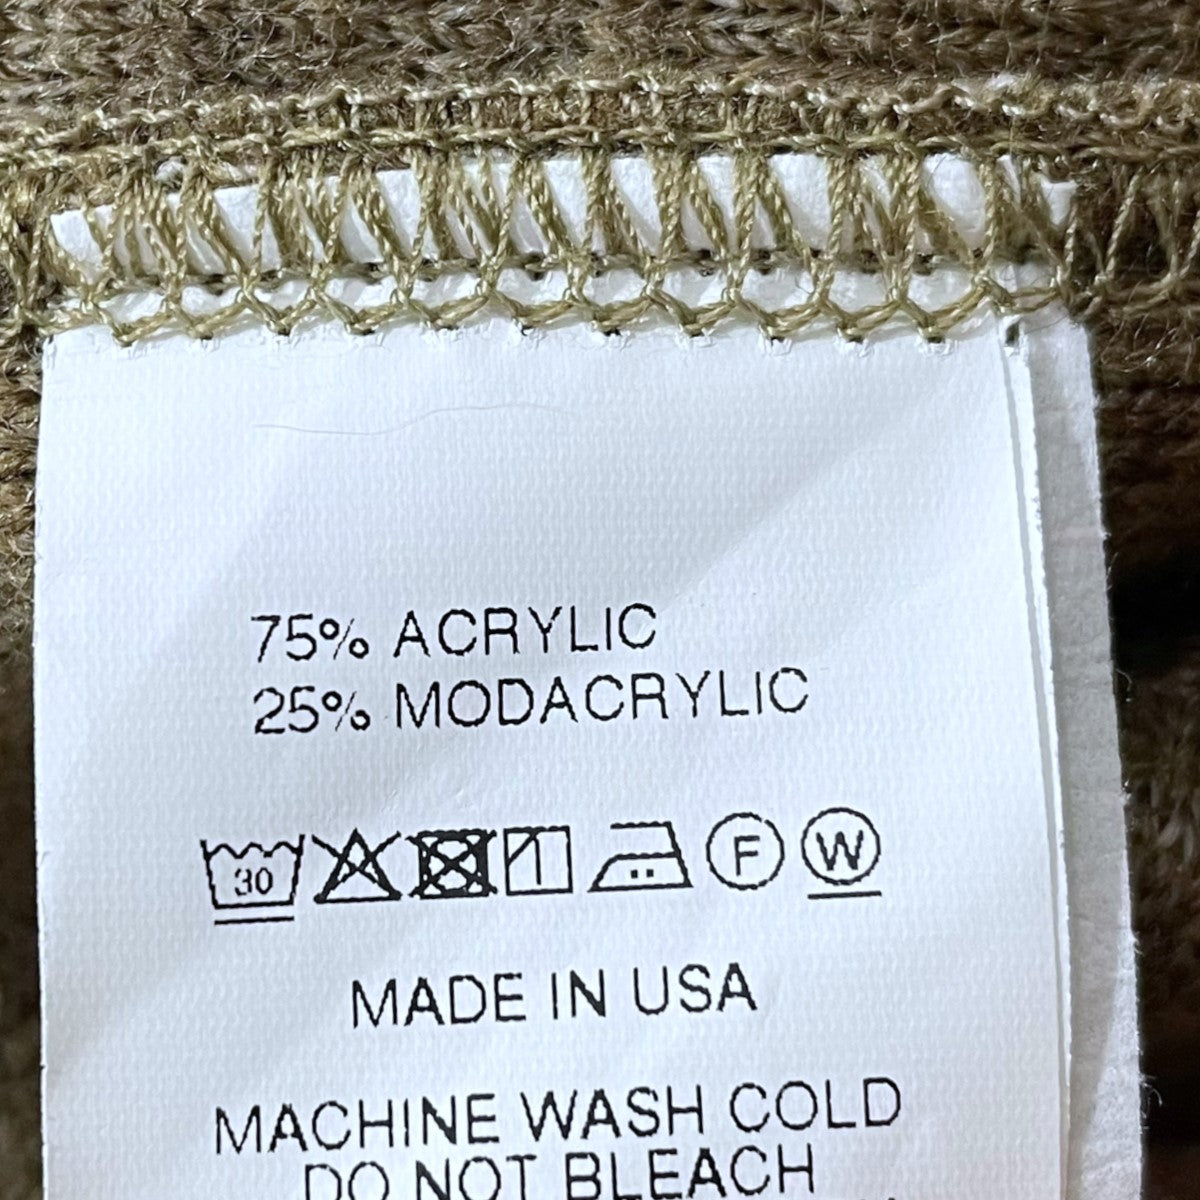 75% ACRYLIC
25% MODACRYLIC
30 F W
MADE IN USA
MACHINE WASH COLD
DO NOT BLEACH